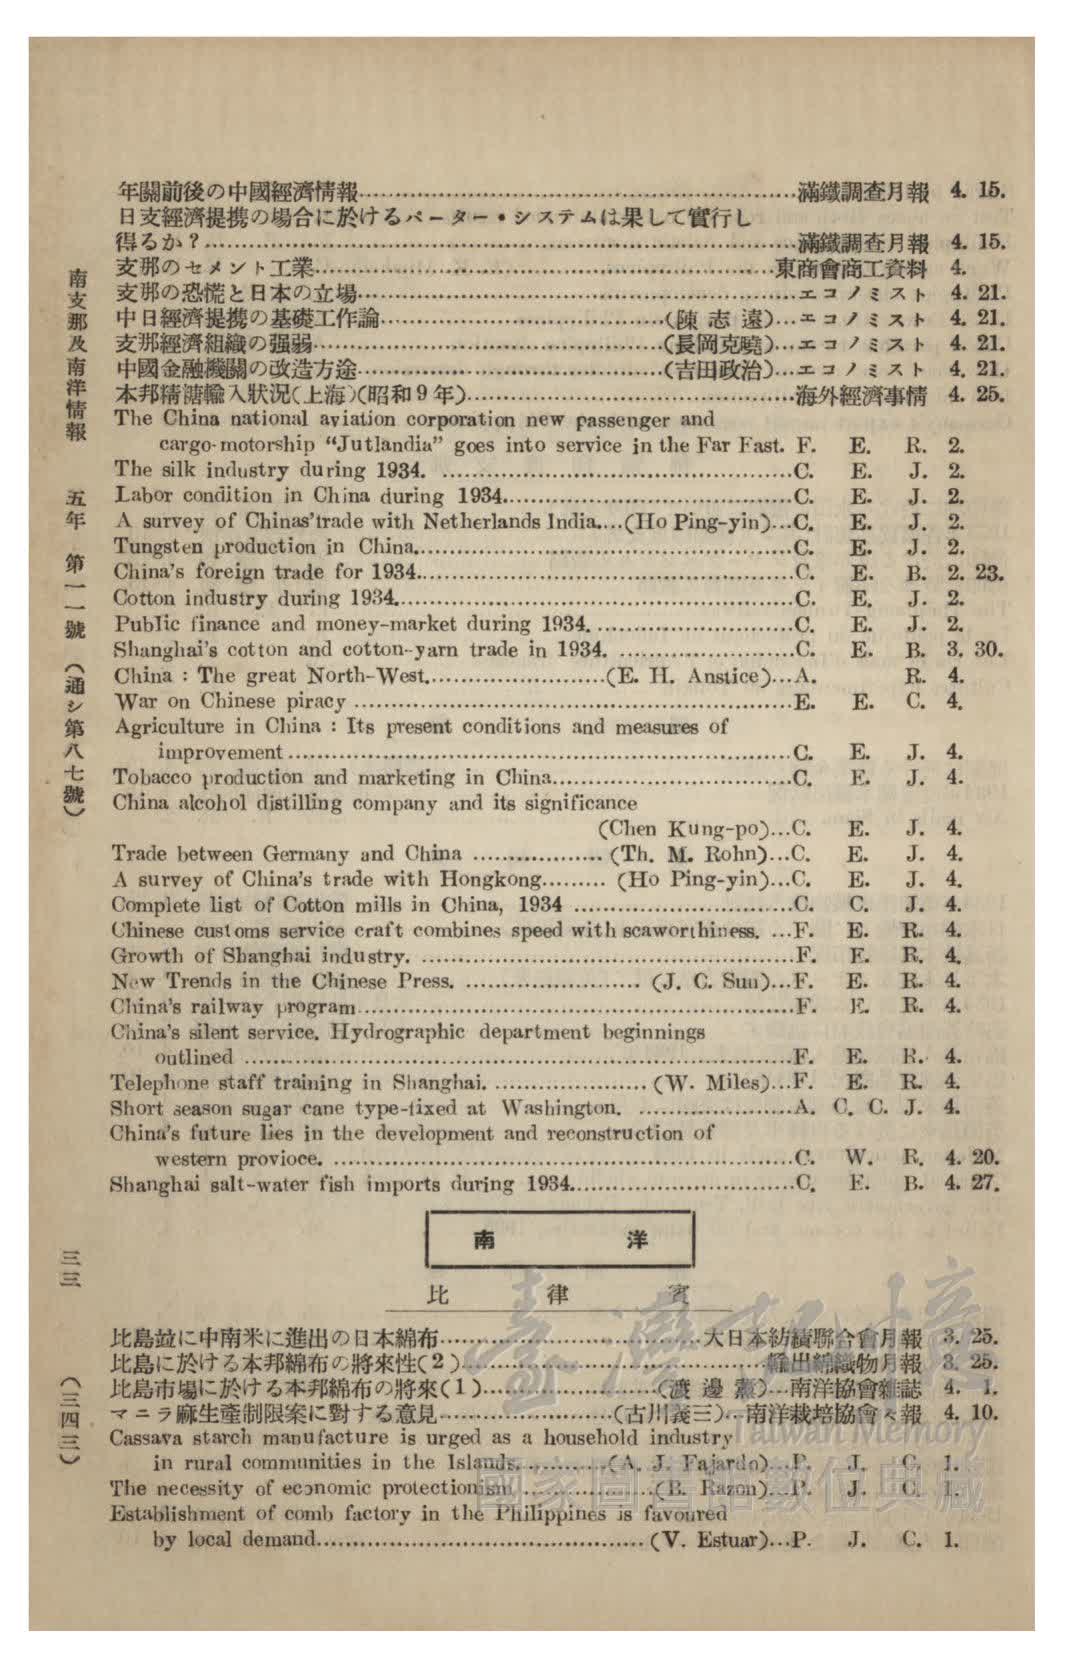 年關前後の中國經濟情報……滿鐵調查月報 4. 15.
日支經濟提携の場合に於けるバーター・システムは果して實行し
得るか？……滿鐵調查月報 4. 15.
支那のセメント工業……東商會商工資料 4.
支那の恐慌と日本の立場……エコノミスト 4. 21.
中日經濟提携の基礎工作論……(陳志遠)…エコノミスト 4. 21.
支那經濟組織の强弱……(長岡克曉)…エコノミスト 4. 21.
中國金融機關の改造方途……(吉田政治)…エコノミスト 4. 21.
本邦精糖輸入狀況(上海)(昭和9年)……海外經濟事情 4. 25.
The China national aviation corporation new passenger and
cargo-motorship “Jutlandia” goes into service in the Far East. F. E. R. 2.
The silk industry during 1934. ……C. E. J. 2.
Labor condition in China during 1934……C. E. J. 2.
A survey of Chinas'trade with Netherlands India....(Ho Ping-yin)...C. E. J. 2.
Tungsten production in China.……C. E. J. 2.
China's foreign trade for 1934……C. E. B. 2. 23.
Cotton industry during 1934.……C. E. J. 2.
Public finance and money-market during 1934. ……C. E. J. 2.
Shanghai's cotton and cotton-yarn trade in 1934. ……C. E. B. 3. 30.
China : The great North-West.……(E. H. Anstice)...A. R. 4.
War on Chinese piracy ……E. E. C. 4.
Agriculture in China : Its present conditions and measures of
improvement ……C. E. J. 4.
Tobacco production and marketing in China……C. E. J. 4.
China alcohol distilling company and its significance
(Chen Kung-po)...C. E. J. 4.
Trade between Germany and China ……(Th. M. Rohn)...C. E. J. 4.
A survey of China's trade with Hongkong......... (Ho Ping-yin)...C. E. J. 4.
Complete list of Cotton mills in China, 1934 ……C. C. J. 4.
Chinese customs service craft combines speed with seaworthiness. ...F. E. R. 4.
Growth of Shanghai industry. ……F. E. R. 4.
New Trends in the Chinese Press. ……(J. C. Sun)...F. E. R. 4.
China's railway program……F. E. R. 4.
China's silent service. Hydrographic department beginnings
outlined ……F. E. R. 4.
Telephone staff training in Shanghai. ……(W. Miles)...F. E. R. 4.
Short season sugar cane type-fixed at Washington. ……A. C. C. J. 4.
China's future lies in the development and reconstruction of
western provioce. ……C. W. R. 4. 20.
Shanghai salt-water fish imports during 1934.……C. E. B. 4. 27.
南洋
比律賓
比島竝に中南米に進出の日本綿布……大日本紡績聯合會月報 3. 25.
比島に於ける本邦綿布の將來性(2)……輸出綿織物月報 3. 25.
比島市場に於ける本邦綿布の將來(1)……(渡邊薰)…南洋協會雜誌 4. 1.
マニラ麻生產制限案に對する意見……(古川義三)…南洋栽培協會々報 4. 10.
Cassava starch manufacture is urged as a household industry
in rural communities in the Islands.……(A. J. Fajardo)...P. J. C. 1.
The necessity of economic protectionism……(B. Razon)...P. J. C. 1.
Establishment of comb factory in the Philippines is favoured
by local demand……(V. Estuar)...P. J. C. 1.
南支那及南洋情報 五年 第一一號 (通シ第八七號)
三三
(三四三)
臺灣記憶
Taiwan Memory
國家圖書館數位典藏